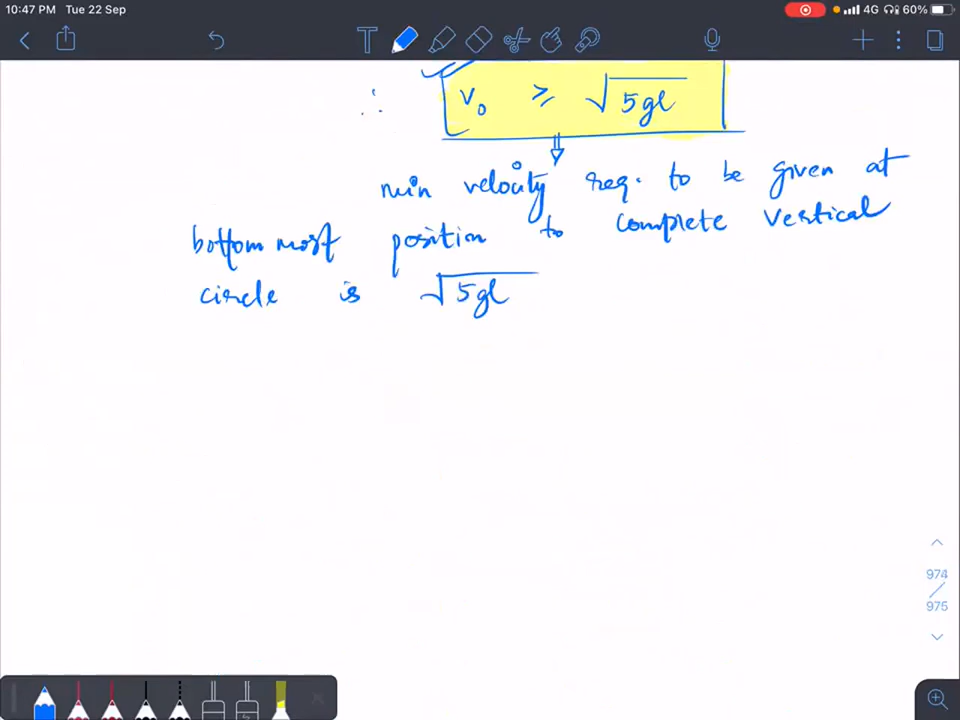 10:47 PM Tue 22 Sep 4G 60%
∴ v₀ ≥ √5gl
min velocity req. to be given at
bottom most position to complete vertical
circle is √5gl
974
975